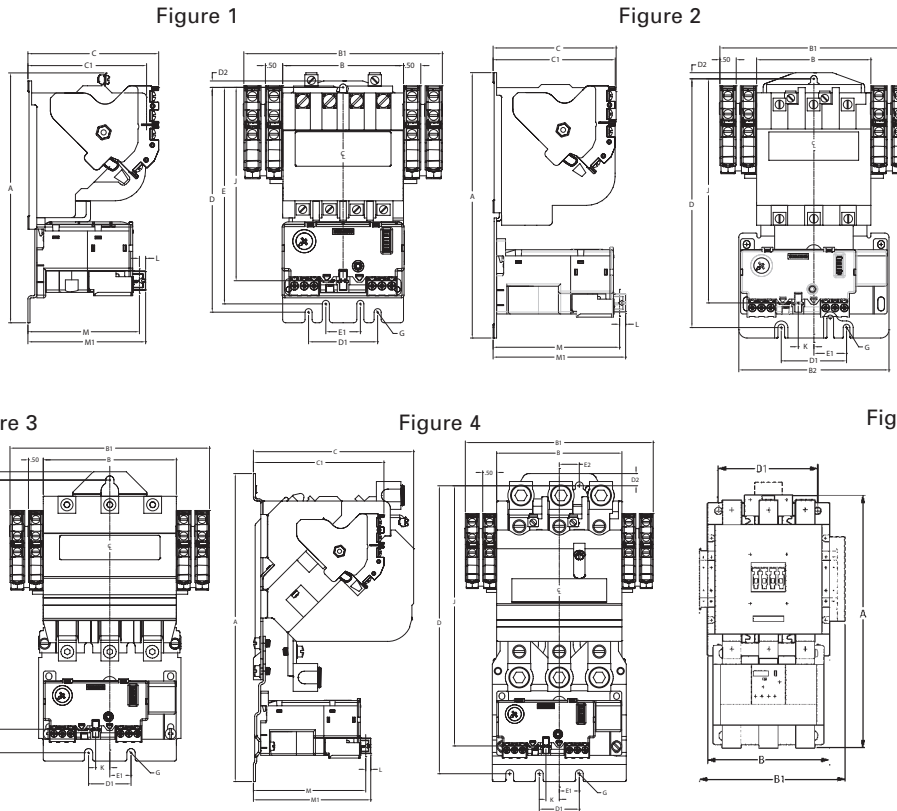 Figure 1
Figure 2
C
C1
A
L
M
M1
B1
D2
.50
B
.50
D
E
J
E1
D1
G
C
C1
A
L
M
M1
B1
D2
.50
B
D
J
K
E1
D1
G
B2
re 3
Figure 4
Fig
B1
.50
B
K
E1
D1
G
C
C1
A
L
M
M1
B1
.50
B
E2
D2
D
J
K
E1
D1
G
D1
A
B
B1